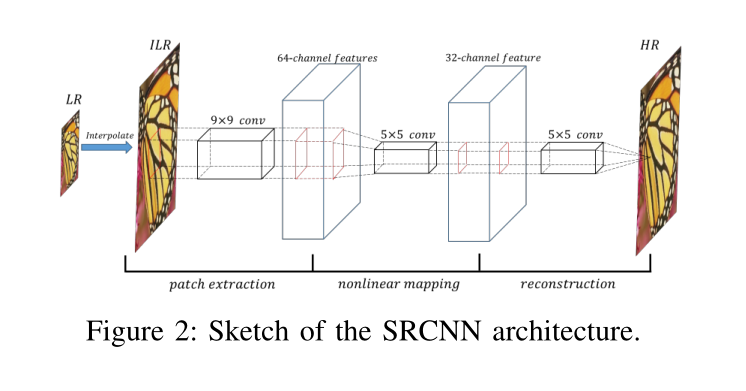 ILR
HR
64-channel features
32-channel feature
LR
9×9 conv
5×5 conv
5×5 conv
Interpolate
patch extraction
nonlinear mapping
reconstruction
Figure 2: Sketch of the SRCNN architecture.